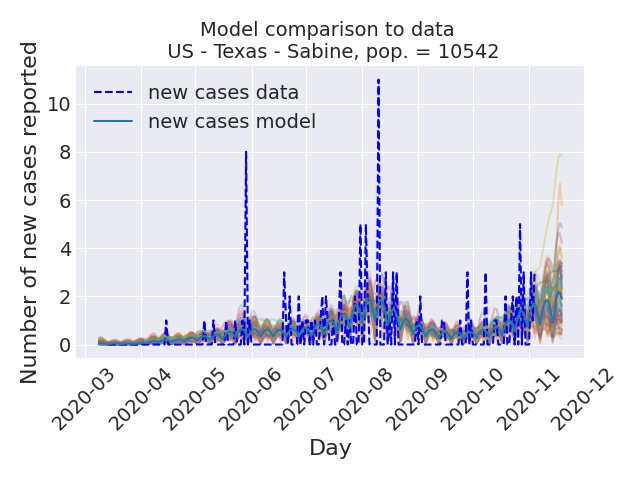 Model comparison to data
US - Texas - Sabine, pop. = 10542
Number of new cases reported
10
8
6
4
2
0
new cases data
new cases model
2020-03
2020-04
2020-05
2020-06
2020-07
2020-08
2020-09
2020-10
2020-11
2020-12
Day